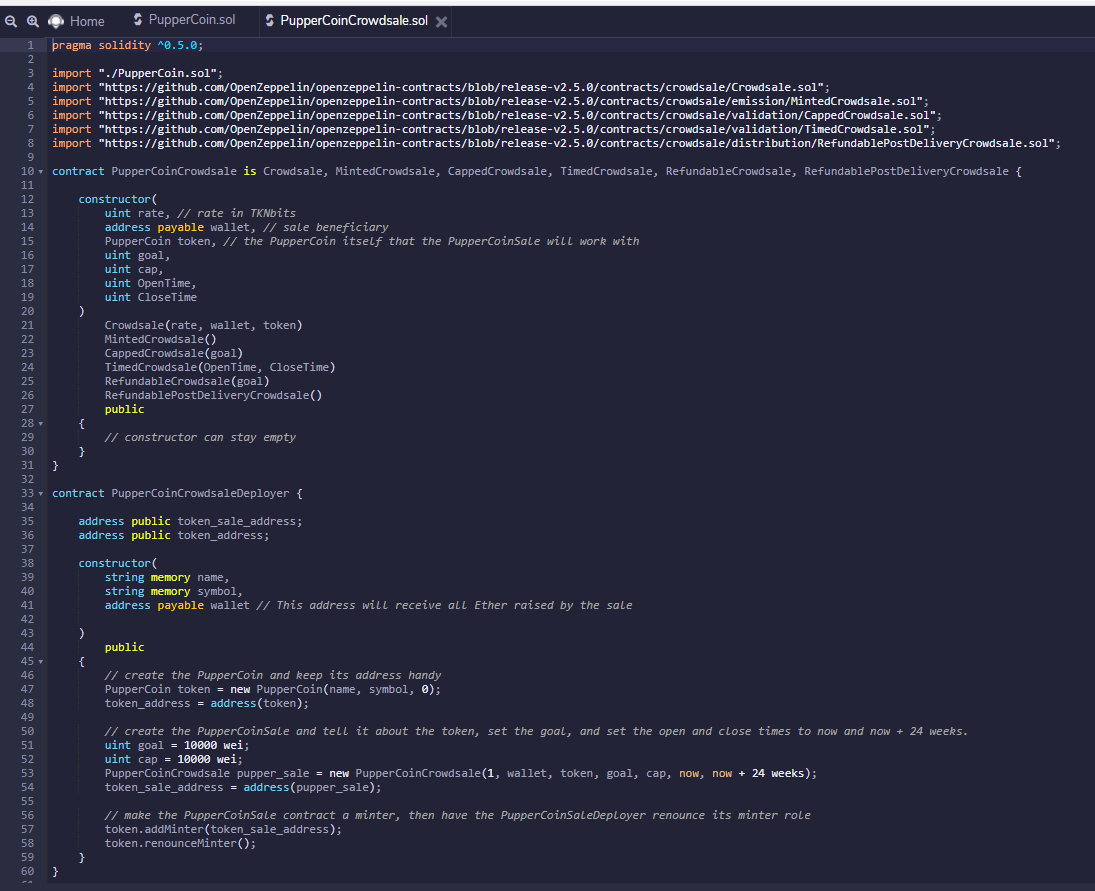 Home PupperCoin.sol PupperCoinCrowdsale.sol
1 pragma solidity ^0.5.0;
2
3 import "./PupperCoin.sol";
4 import "https://github.com/OpenZeppelin/openzeppelin-contracts/blob/release-v2.5.0/contracts/crowdsale/Crowdsale.sol";
5 import "https://github.com/OpenZeppelin/openzeppelin-contracts/blob/release-v2.5.0/contracts/crowdsale/emission/MintedCrowdsale.sol";
6 import "https://github.com/OpenZeppelin/openzeppelin-contracts/blob/release-v2.5.0/contracts/crowdsale/validation/CappedCrowdsale.sol";
7 import "https://github.com/OpenZeppelin/openzeppelin-contracts/blob/release-v2.5.0/contracts/crowdsale/validation/TimedCrowdsale.sol";
8 import "https://github.com/OpenZeppelin/openzeppelin-contracts/blob/release-v2.5.0/contracts/crowdsale/distribution/RefundablePostDeliveryCrowdsale.sol";
9
10 contract PupperCoinCrowdsale is Crowdsale, MintedCrowdsale, CappedCrowdsale, TimedCrowdsale, RefundableCrowdsale, RefundablePostDeliveryCrowdsale {
11
12 constructor(
13 uint rate, // rate in TKNbits
14 address payable wallet, // sale beneficiary
15 PupperCoin token, // the PupperCoin itself that the PupperCoinSale will work with
16 uint goal,
17 uint cap,
18 uint OpenTime,
19 uint CloseTime
20 )
21 Crowdsale(rate, wallet, token)
22 MintedCrowdsale()
23 CappedCrowdsale(goal)
24 TimedCrowdsale(OpenTime, CloseTime)
25 RefundableCrowdsale(goal)
26 RefundablePostDeliveryCrowdsale()
27 public
28 {
29 // constructor can stay empty
30 }
31 }
32
33 contract PupperCoinCrowdsaleDeployer {
34
35 address public token_sale_address;
36 address public token_address;
37
38 constructor(
39 string memory name,
40 string memory symbol,
41 address payable wallet // This address will receive all Ether raised by the sale
42
43 )
44 public
45 {
46 // create the PupperCoin and keep its address handy
47 PupperCoin token = new PupperCoin(name, symbol, 0);
48 token_address = address(token);
49
50 // create the PupperCoinSale and tell it about the token, set the goal, and set the open and close times to now and now + 24 weeks.
51 uint goal = 10000 wei;
52 uint cap = 10000 wei;
53 PupperCoinCrowdsale pupper_sale = new PupperCoinCrowdsale(1, wallet, token, goal, cap, now, now + 24 weeks);
54 token_sale_address = address(pupper_sale);
55
56 // make the PupperCoinSale contract a minter, then have the PupperCoinSaleDeployer renounce its minter role
57 token.addMinter(token_sale_address);
58 token.renounceMinter();
59 }
60 }